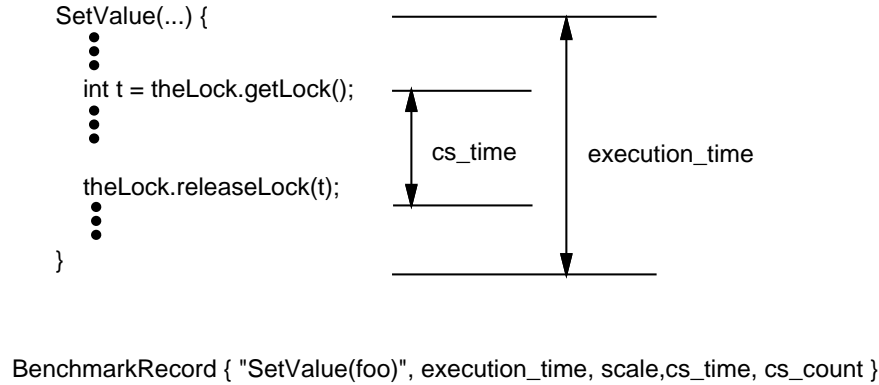 SetValue(...) {
int t = theLock.getLock();
cs_time
execution_time
theLock.releaseLock(t);
}
BenchmarkRecord { "SetValue(foo)", execution_time, scale,cs_time, cs_count }